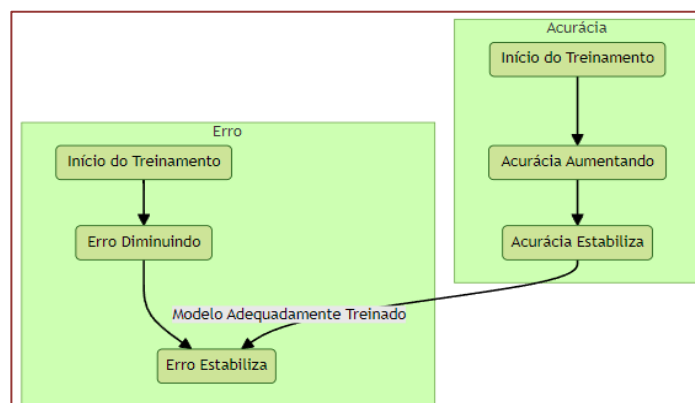 Acurácia
Início do Treinamento
Acurácia Aumentando
Acurácia Estabiliza
Erro
Início do Treinamento
Erro Diminuindo
Modelo Adequadamente Treinado
Erro Estabiliza